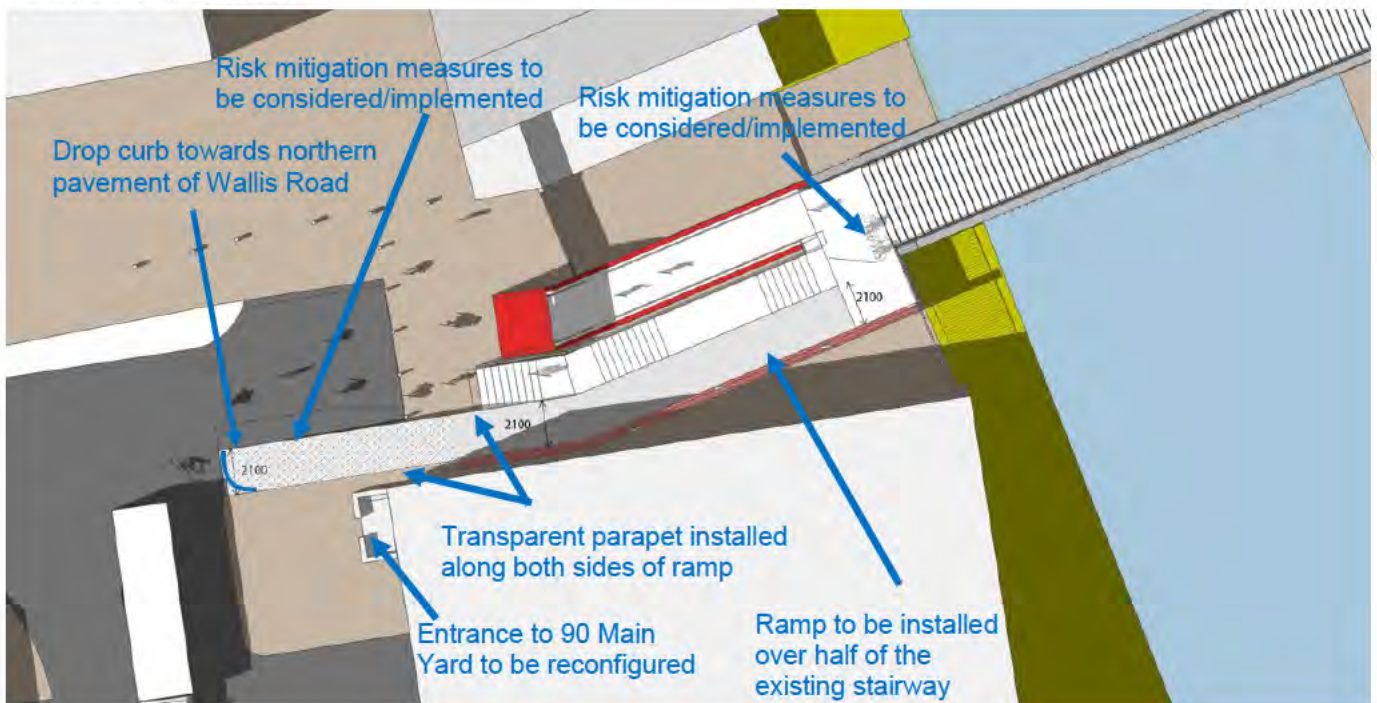 Risk mitigation measures to
be considered/implemented
Risk mitigation measures to
be considered/implemented
Drop curb towards northern
pavement of Wallis Road
2100
2100
2100
Transparent parapet installed
along both sides of ramp
Entrance to 90 Main
Yard to be reconfigured
Ramp to be installed
over half of the
existing stairway